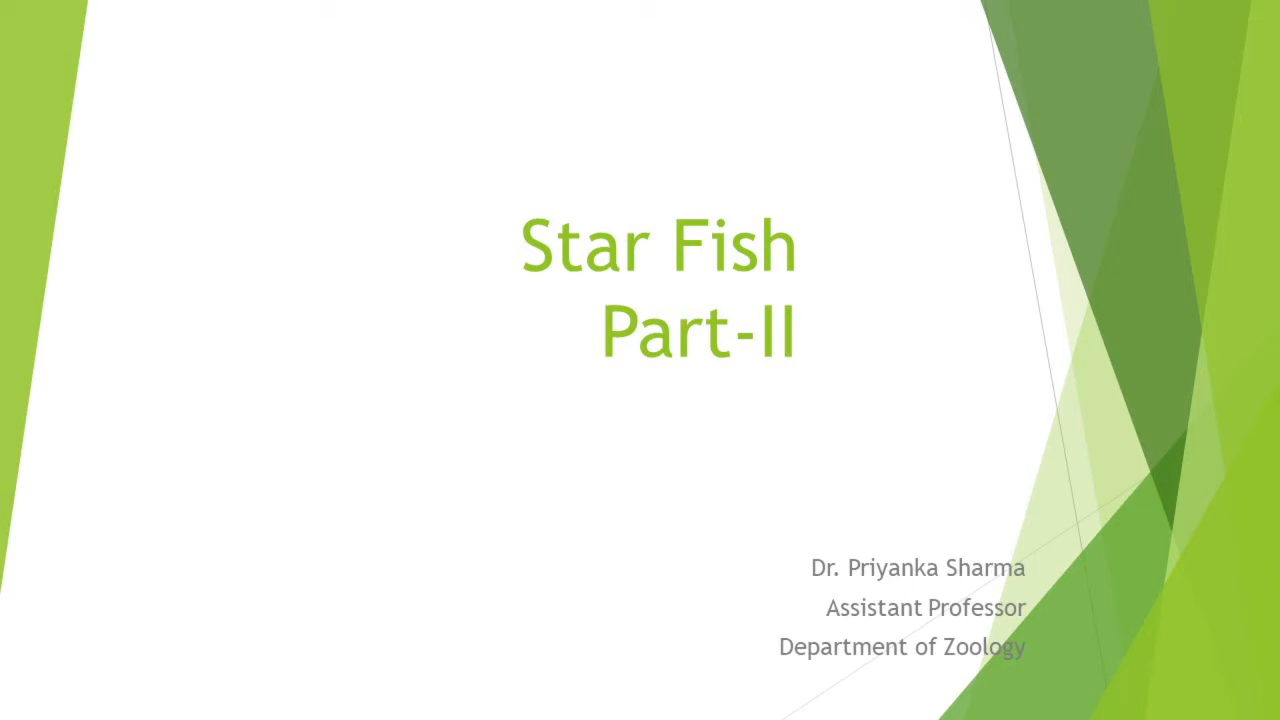 Star Fish
Part-II
Dr. Priyanka Sharma
Assistant Professor
Department of Zoology